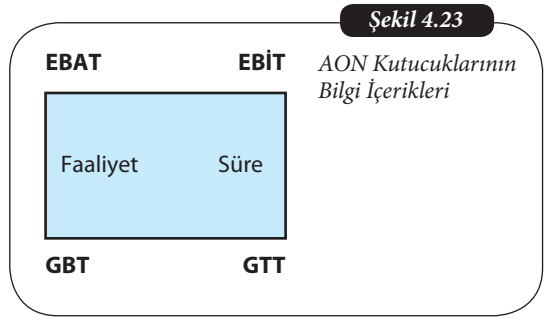 Şekil 4.23
EBAT EBİT
AON Kutucuklarının
Bilgi İçerikleri
Faaliyet Süre
GBT GTT